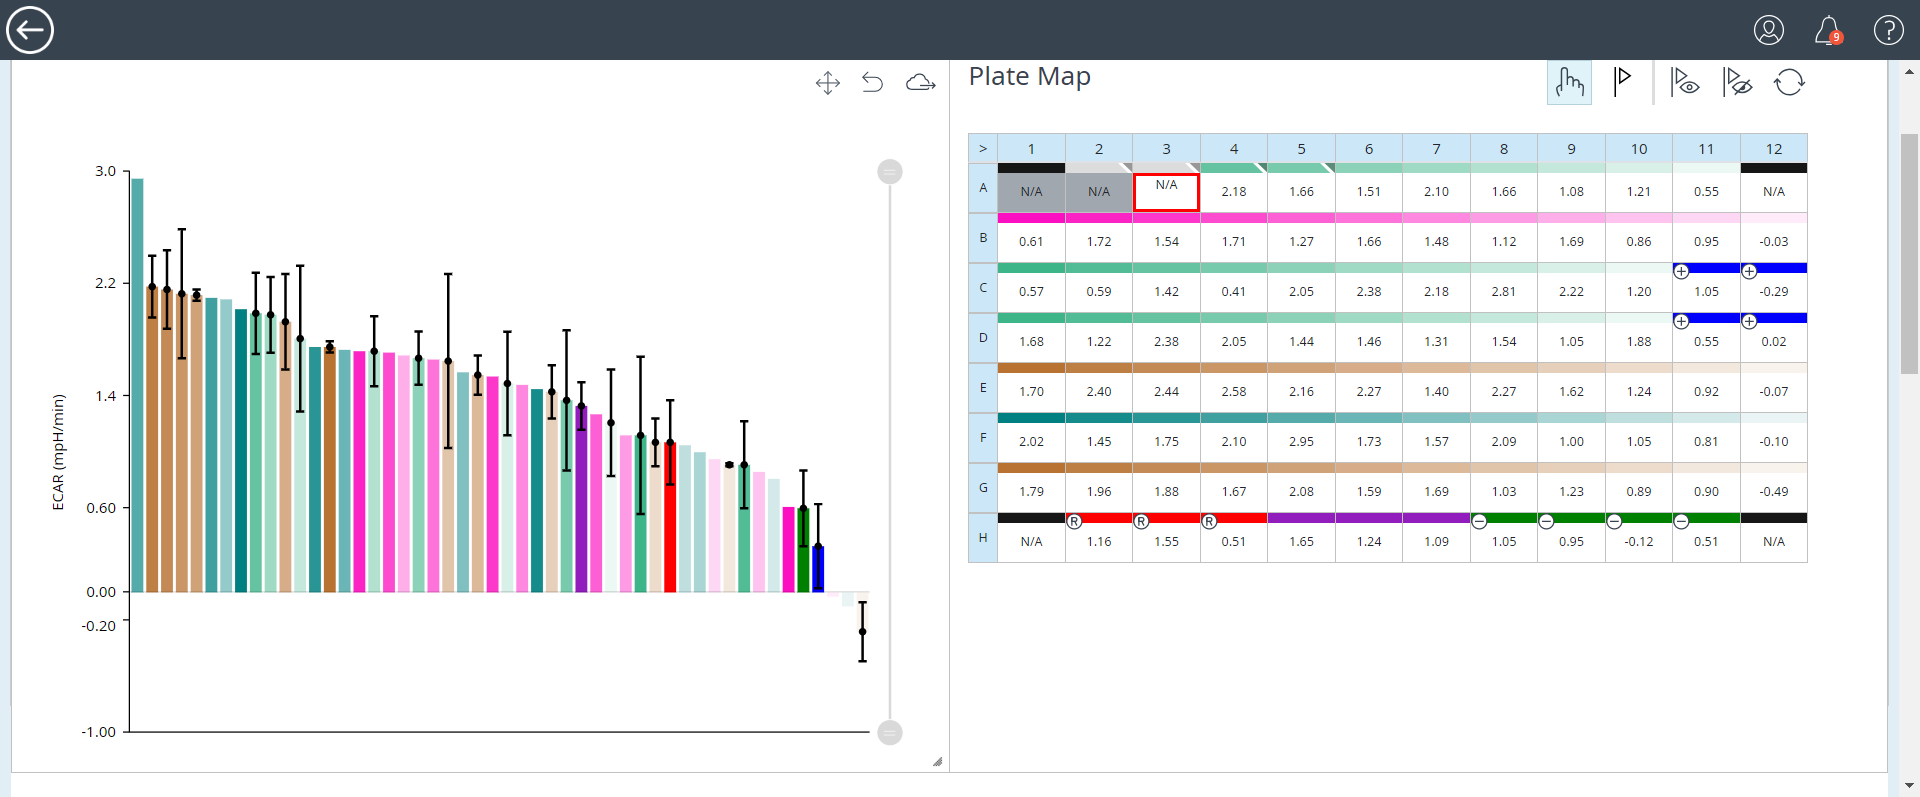 9
?
Plate Map
3.0
2.2
1.4
0.60
0.00
-0.20
-1.00
ECAR (mpH/min)
> 1 2 3 4 5 6 7 8 9 10 11 12
A N/A N/A N/A 2.18 1.66 1.51 2.10 1.66 1.08 1.21 0.55 N/A
B 0.61 1.72 1.54 1.71 1.27 1.66 1.48 1.12 1.69 0.86 0.95 -0.03
+ +
C 0.57 0.59 1.42 0.41 2.05 2.38 2.18 2.81 2.22 1.20 1.05 -0.29
+ +
D 1.68 1.22 2.38 2.05 1.44 1.46 1.31 1.54 1.05 1.88 0.55 0.02
E 1.70 2.40 2.44 2.58 2.16 2.27 1.40 2.27 1.62 1.24 0.92 -0.07
F 2.02 1.45 1.75 2.10 2.95 1.73 1.57 2.09 1.00 1.05 0.81 -0.10
G 1.79 1.96 1.88 1.67 2.08 1.59 1.69 1.03 1.23 0.89 0.90 -0.49
R R R − − − −
H N/A 1.16 1.55 0.51 1.65 1.24 1.09 1.05 0.95 -0.12 0.51 N/A